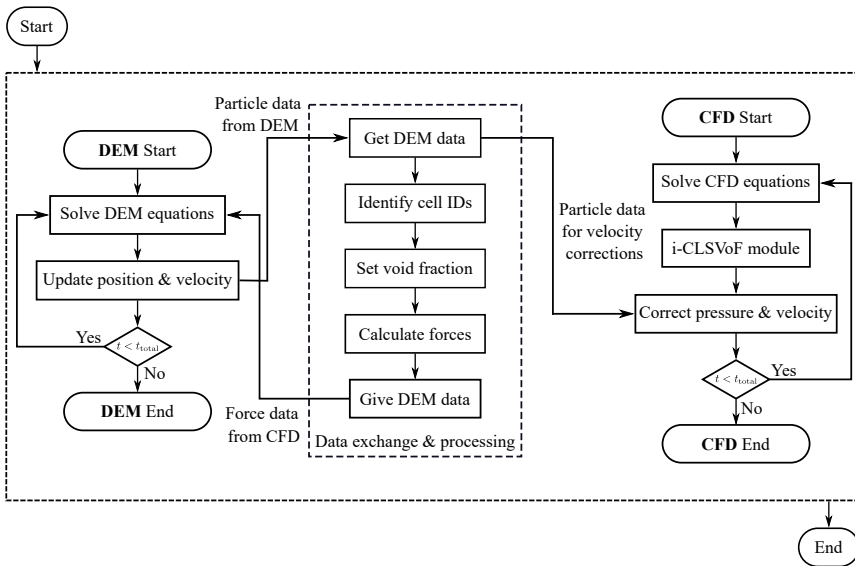 Start
DEM Start
Solve DEM equations
Update position & velocity
t < t_total
Yes
No
DEM End
Particle data
from DEM
Force data
from CFD
Get DEM data
Identify cell IDs
Set void fraction
Calculate forces
Give DEM data
Data exchange & processing
Particle data
for velocity
corrections
CFD Start
Solve CFD equations
i-CLSVoF module
Correct pressure & velocity
t < t_total
Yes
No
CFD End
End